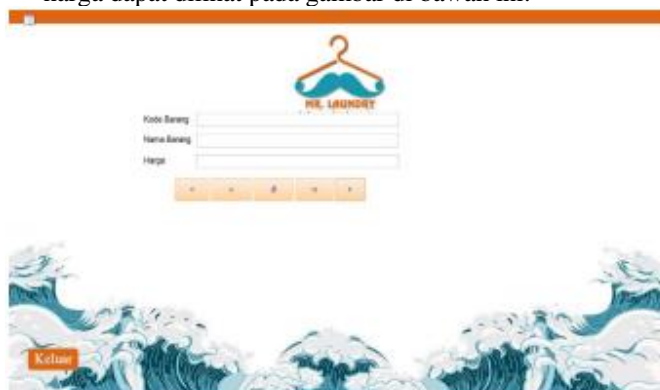 harga dapat dilihat pada gambar di bawah ini.
MR. LAUNDRY
Kode Barang
Nama Barang
Harga
Keluar